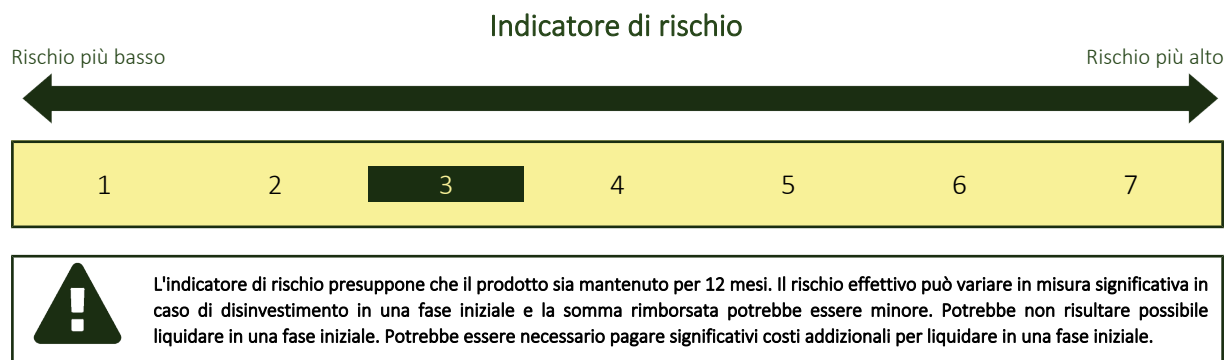 Indicatore di rischio
Rischio più basso
Rischio più alto
1 2 3 4 5 6 7
L'indicatore di rischio presuppone che il prodotto sia mantenuto per 12 mesi. Il rischio effettivo può variare in misura significativa in
caso di disinvestimento in una fase iniziale e la somma rimborsata potrebbe essere minore. Potrebbe non risultare possibile
liquidare in una fase iniziale. Potrebbe essere necessario pagare significativi costi addizionali per liquidare in una fase iniziale.